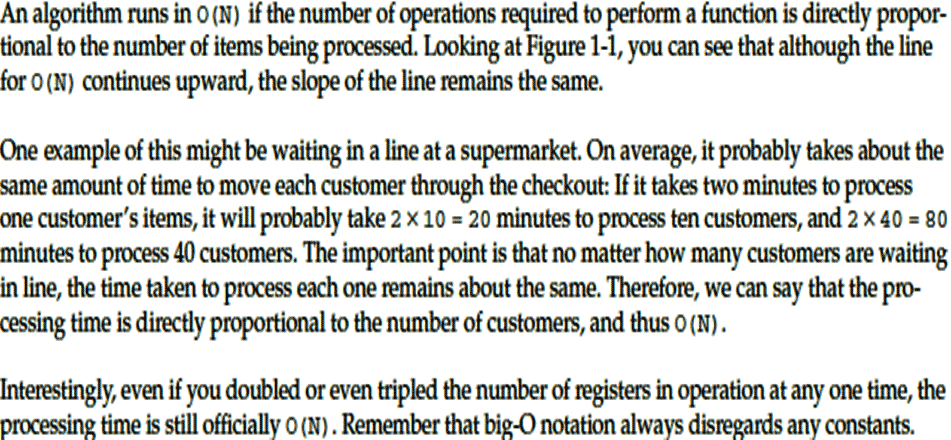 An algorithm runs in O(N) if the number of operations required to perform a function is directly propor-
tional to the number of items being processed. Looking at Figure 1-1, you can see that although the line
for O(N) continues upward, the slope of the line remains the same.
One example of this might be waiting in a line at a supermarket. On average, it probably takes about the
same amount of time to move each customer through the checkout: If it takes two minutes to process
one customer's items, it will probably take 2 × 10 = 20 minutes to process ten customers, and 2 × 40 = 80
minutes to process 40 customers. The important point is that no matter how many customers are waiting
in line, the time taken to process each one remains about the same. Therefore, we can say that the pro-
cessing time is directly proportional to the number of customers, and thus O(N).
Interestingly, even if you doubled or even tripled the number of registers in operation at any one time, the
processing time is still officially O(N). Remember that big-O notation always disregards any constants.